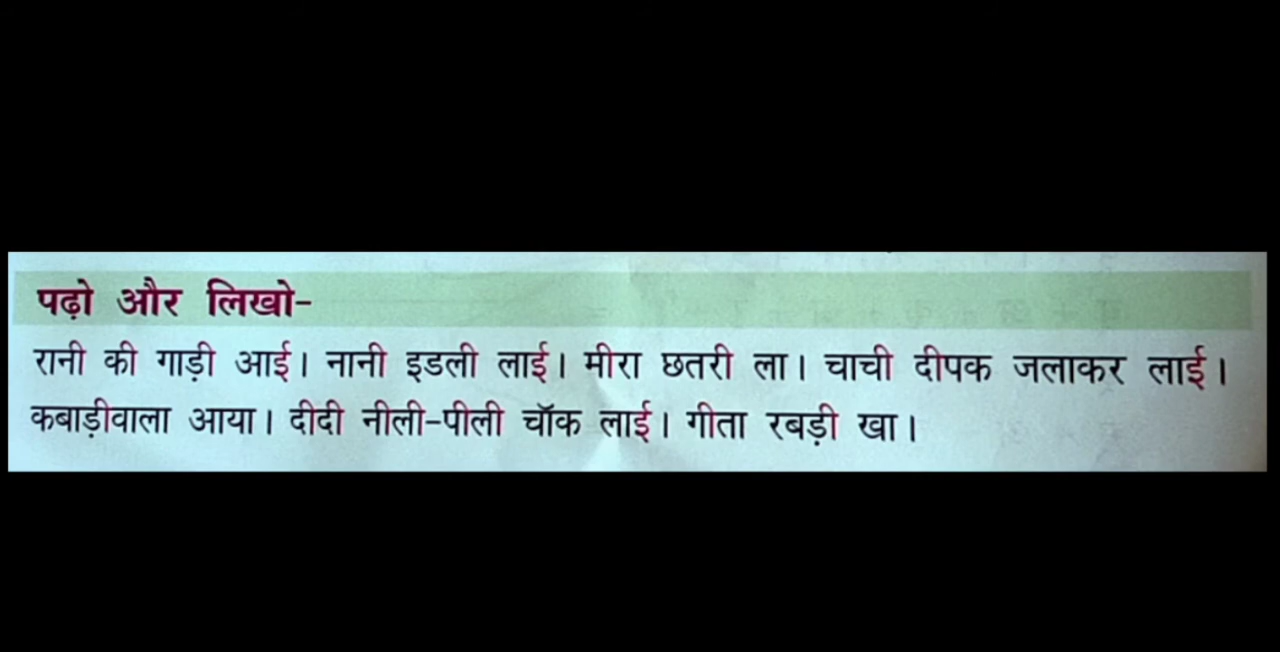 पढ़ो और लिखो-
रानी की गाड़ी आई। नानी इडली लाई। मीरा छतरी ला। चाची दीपक जलाकर लाई।
कबाड़ीवाला आया। दीदी नीली-पीली चॉक लाई। गीता रबड़ी खा।